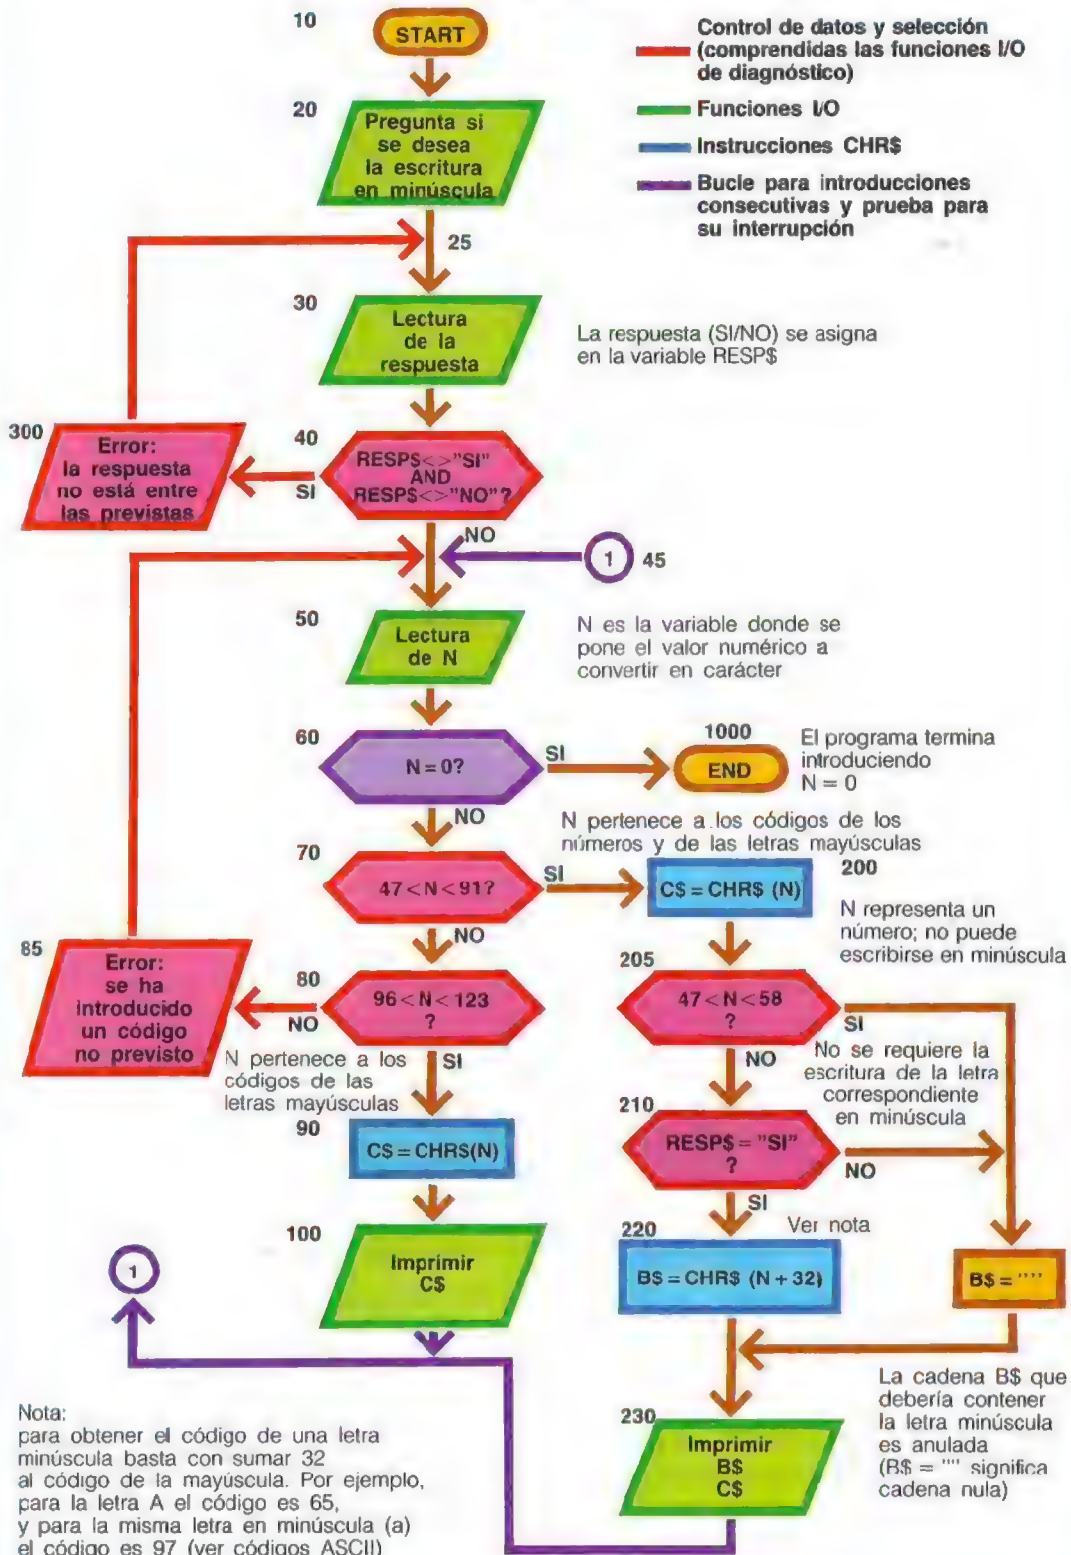 10
START
Control de datos y selección
(comprendidas las funciones I/O
de diagnóstico)
Funciones I/O
Instrucciones CHR$
Bucle para introducciones
consecutivas y prueba para
su interrupción
20
Pregunta si
se desea
la escritura
en minúscula
25
30
Lectura
de la
respuesta
La respuesta (SI/NO) se asigna
en la variable RESP$
300
Error:
la respuesta
no está entre
las previstas
SI
40
RESP$<>"SI"
AND
RESP$<>"NO"?
NO
1
45
50
Lectura
de N
N es la variable donde se
pone el valor numérico a
convertir en carácter
60
N = 0?
SI
1000
END
El programa termina
introduciendo
N = 0
NO
N pertenece a los códigos de los
números y de las letras mayúsculas
70
47 < N < 91?
SI
200
C$ = CHR$ (N)
NO
N representa un
número; no puede
escribirse en minúscula
85
Error:
se ha
introducido
un código
no previsto
80
96 < N < 123
?
NO
SI
N pertenece a los
códigos de las
letras mayúsculas
205
47 < N < 58
?
SI
NO
No se requiere la
escritura de la letra
correspondiente
en minúscula
90
C$ = CHR$(N)
210
RESP$ = "SI"
?
NO
SI
Ver nota
100
Imprimir
C$
220
B$ = CHR$ (N + 32)
B$ = ""
1
230
Imprimir
B$
C$
La cadena B$ que
debería contener
la letra minúscula
es anulada
(B$ = "" significa
cadena nula)
Nota:
para obtener el código de una letra
minúscula basta con sumar 32
al código de la mayúscula. Por ejemplo,
para la letra A el código es 65,
y para la misma letra en minúscula (a)
el código es 97 (ver códigos ASCII)